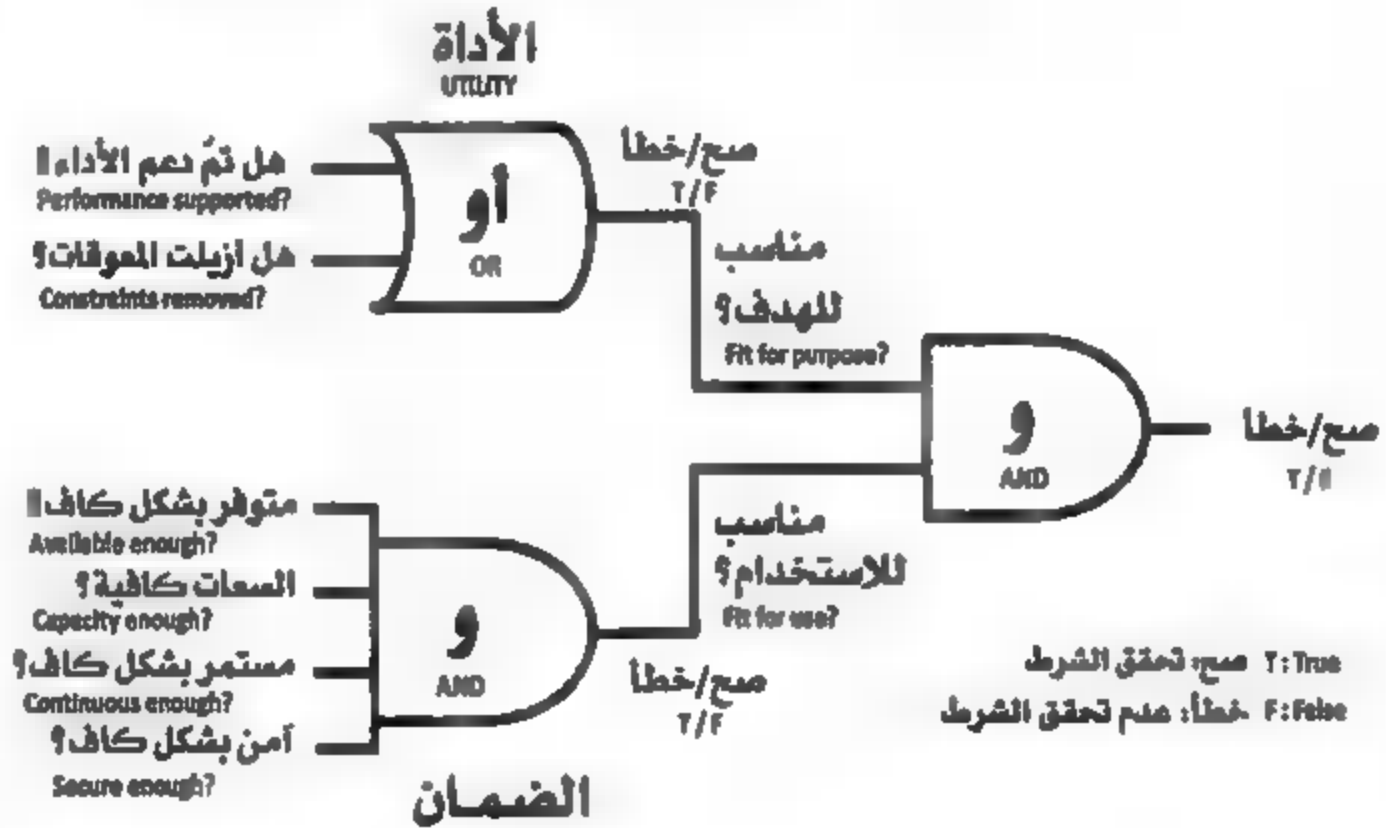 الأداة
UTILITY
هل تمّ دعم الأداء
Performance supported?
هل أزيلت المعوقات؟
Constraints removed?
أو
OR
صح/خطأ
T/F
مناسب
للهدف؟
Fit for purpose?
و
AND
صح/خطأ
متوفر بشكل كاف
Available enough?
السعات كافية؟
Capacity enough?
مستمر بشكل كاف؟
Continuous enough?
آمن بشكل كاف؟
Secure enough?
و
AND
مناسب
للاستخدام؟
Fit for use?
صح/خطأ
T/F
الضمان
T:True صح: تحقق الشرط
F:False خطأ: عدم تحقق الشرط